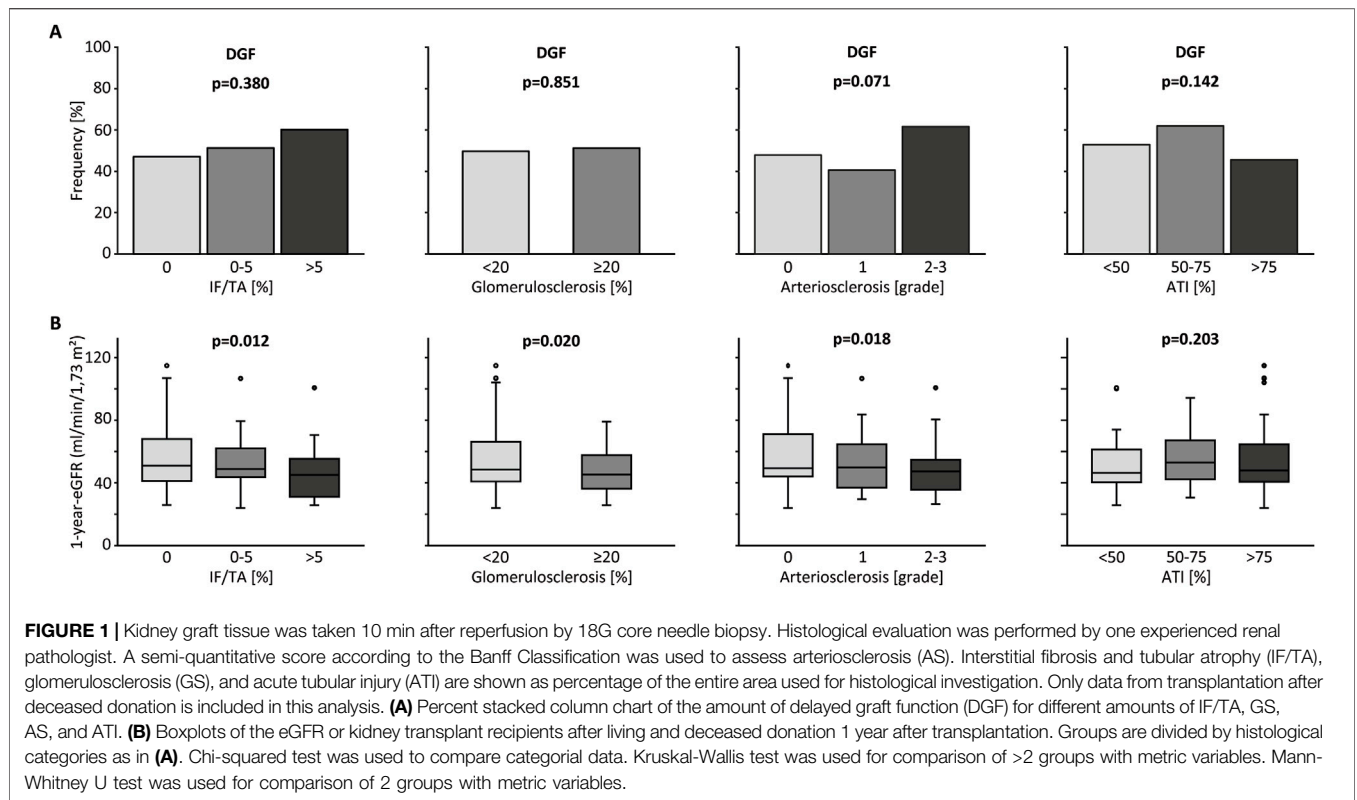 A
100
80
60
40
20
0
Frequency [%]
DGF
p=0.380
0 0-5 >5
IF/TA [%]
DGF
p=0.851
<20 ≥20
Glomerulosclerosis [%]
DGF
p=0.071
0 1 2-3
Arteriosclerosis [grade]
DGF
p=0.142
<50 50-75 >75
ATI [%]
B
120
80
40
0
1-year-eGFR (ml/min/1,73 m²)
p=0.012
0 0-5 >5
IF/TA [%]
p=0.020
<20 ≥20
Glomerulosclerosis [%]
p=0.018
0 1 2-3
Arteriosclerosis [grade]
p=0.203
<50 50-75 >75
ATI [%]
FIGURE 1 | Kidney graft tissue was taken 10 min after reperfusion by 18G core needle biopsy. Histological evaluation was performed by one experienced renal
pathologist. A semi-quantitative score according to the Banff Classification was used to assess arteriosclerosis (AS). Interstitial fibrosis and tubular atrophy (IF/TA),
glomerulosclerosis (GS), and acute tubular injury (ATI) are shown as percentage of the entire area used for histological investigation. Only data from transplantation after
deceased donation is included in this analysis. (A) Percent stacked column chart of the amount of delayed graft function (DGF) for different amounts of IF/TA, GS,
AS, and ATI. (B) Boxplots of the eGFR or kidney transplant recipients after living and deceased donation 1 year after transplantation. Groups are divided by histological
categories as in (A). Chi-squared test was used to compare categorial data. Kruskal-Wallis test was used for comparison of >2 groups with metric variables. Mann-
Whitney U test was used for comparison of 2 groups with metric variables.